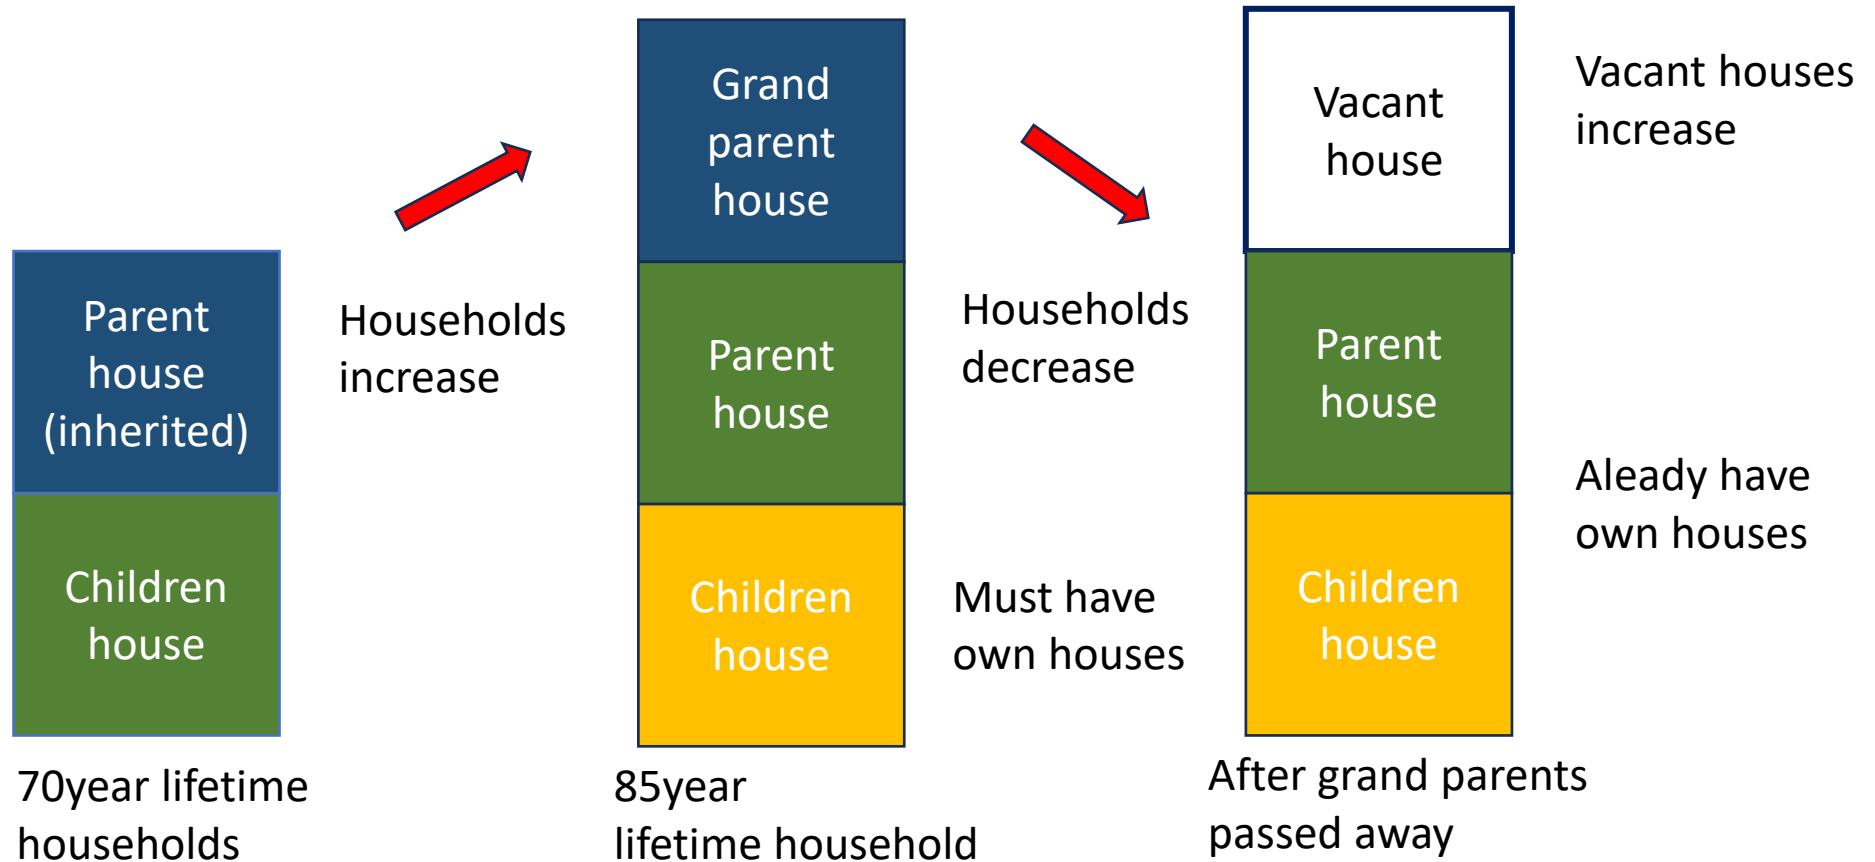 Parent
house
(inherited)
Children
house
70year lifetime
households
Households
increase
Grand
parent
house
Parent
house
Children
house
85year
lifetime household
Households
decrease
Must have
own houses
Vacant
house
Parent
house
Children
house
After grand parents
passed away
Vacant houses
increase
Aleady have
own houses